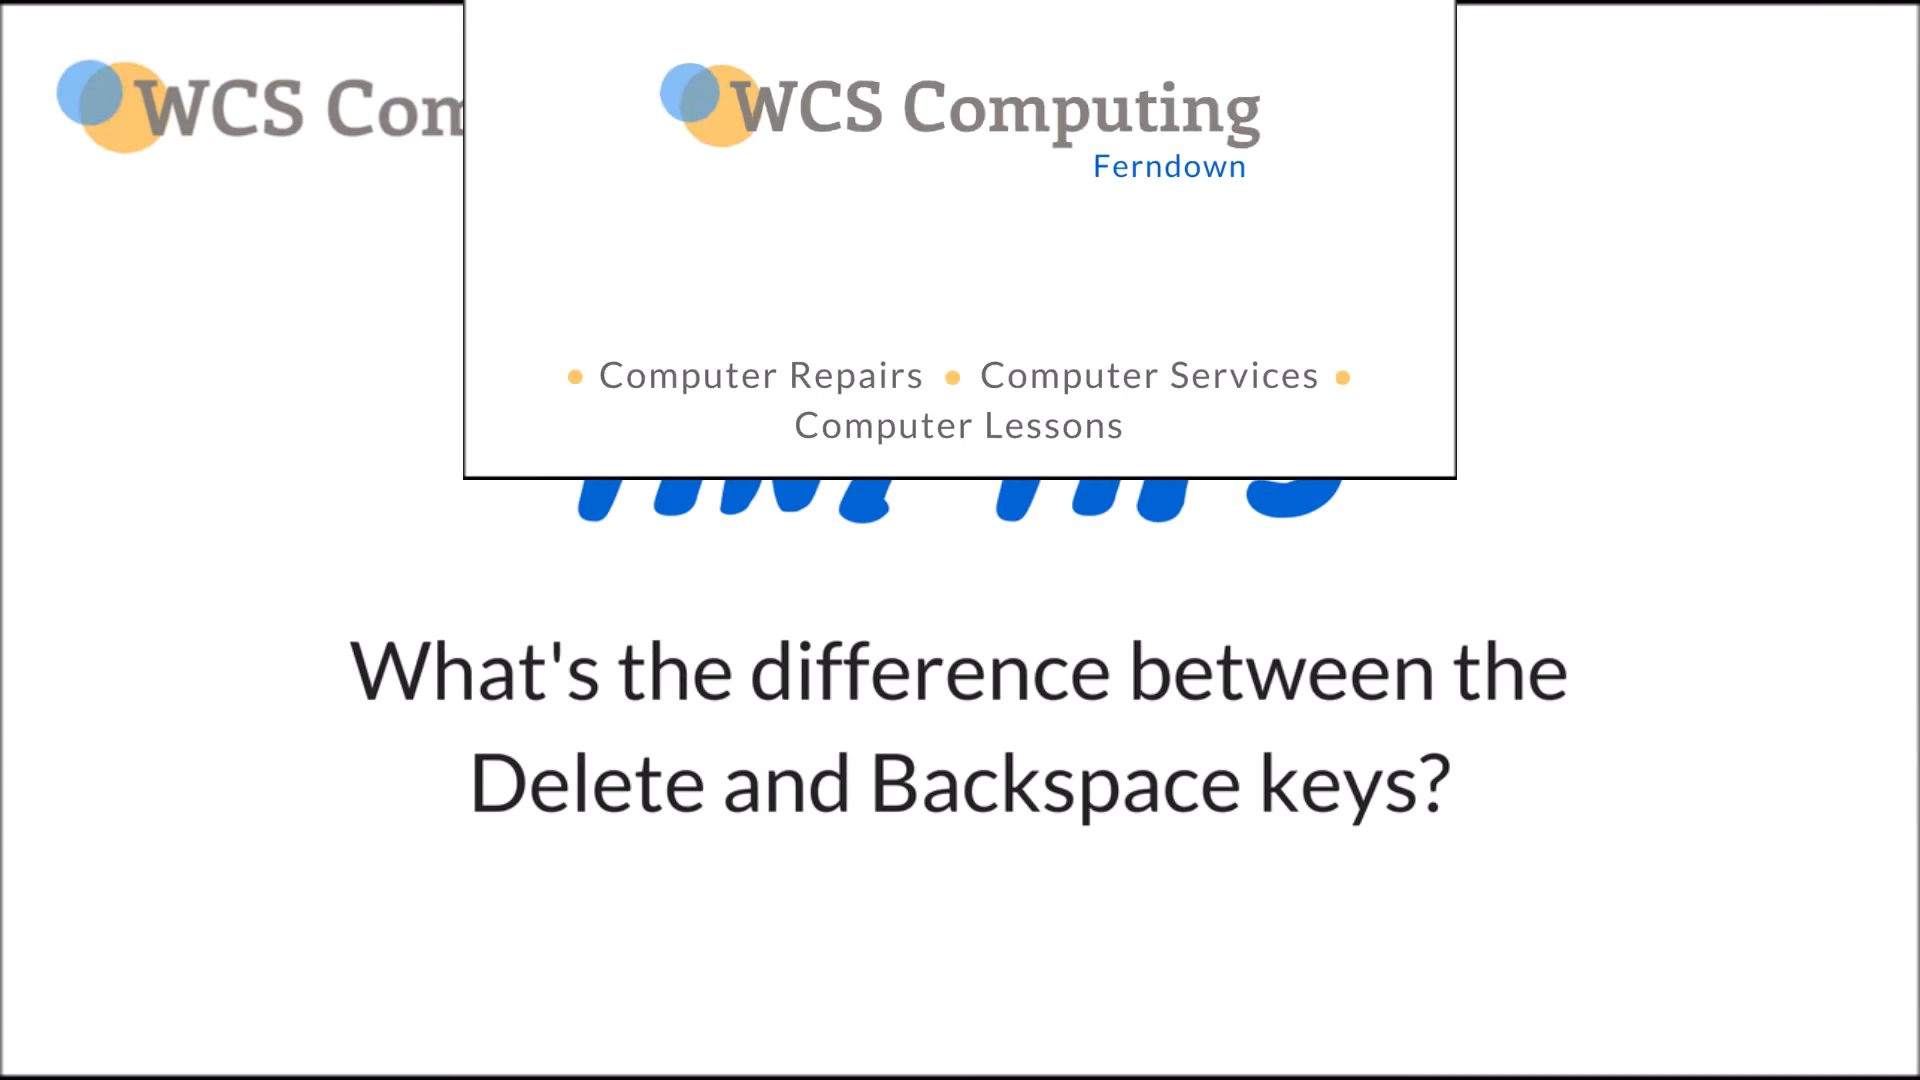 WCS Com
WCS Computing
Ferndown
• Computer Repairs • Computer Services •
Computer Lessons
What's the difference between the
Delete and Backspace keys?